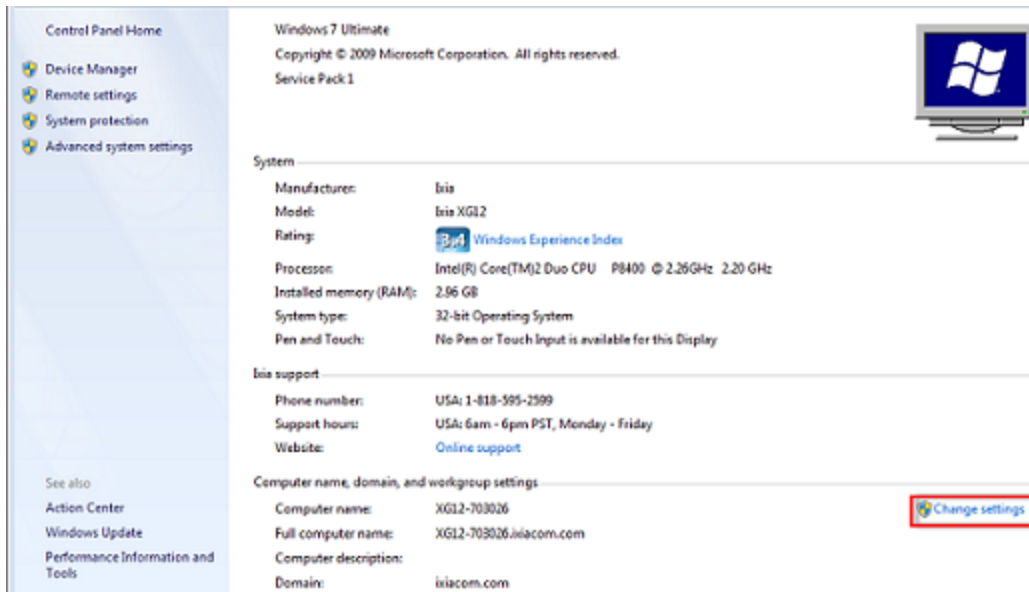 Control Panel Home
Device Manager
Remote settings
System protection
Advanced system settings
See also
Action Center
Windows Update
Performance Information and
Tools
Windows 7 Ultimate
Copyright © 2009 Microsoft Corporation. All rights reserved.
Service Pack 1
System
Manufacturer: Ixia
Model: Ixia XG12
Rating: 3.4 Windows Experience Index
Processor: Intel(R) Core(TM)2 Duo CPU P8400 @ 2.26GHz 2.20 GHz
Installed memory (RAM): 2.96 GB
System type: 32-bit Operating System
Pen and Touch: No Pen or Touch Input is available for this Display
Ixia support
Phone number: USA: 1-818-595-2599
Support hours: USA: 6am - 6pm PST, Monday - Friday
Website: Online support
Computer name, domain, and workgroup settings
Computer name: XG12-703026 Change settings
Full computer name: XG12-703026.ixiacom.com
Computer description:
Domain: ixiacom.com